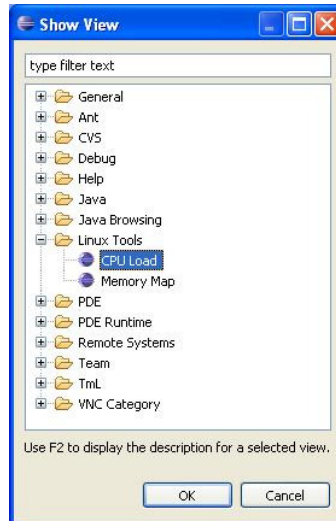 Show View
type filter text
General
Ant
CVS
Debug
Help
Java
Java Browsing
Linux Tools
CPU Load
Memory Map
PDE
PDE Runtime
Remote Systems
Team
TmL
VNC Category
Use F2 to display the description for a selected view.
OK Cancel